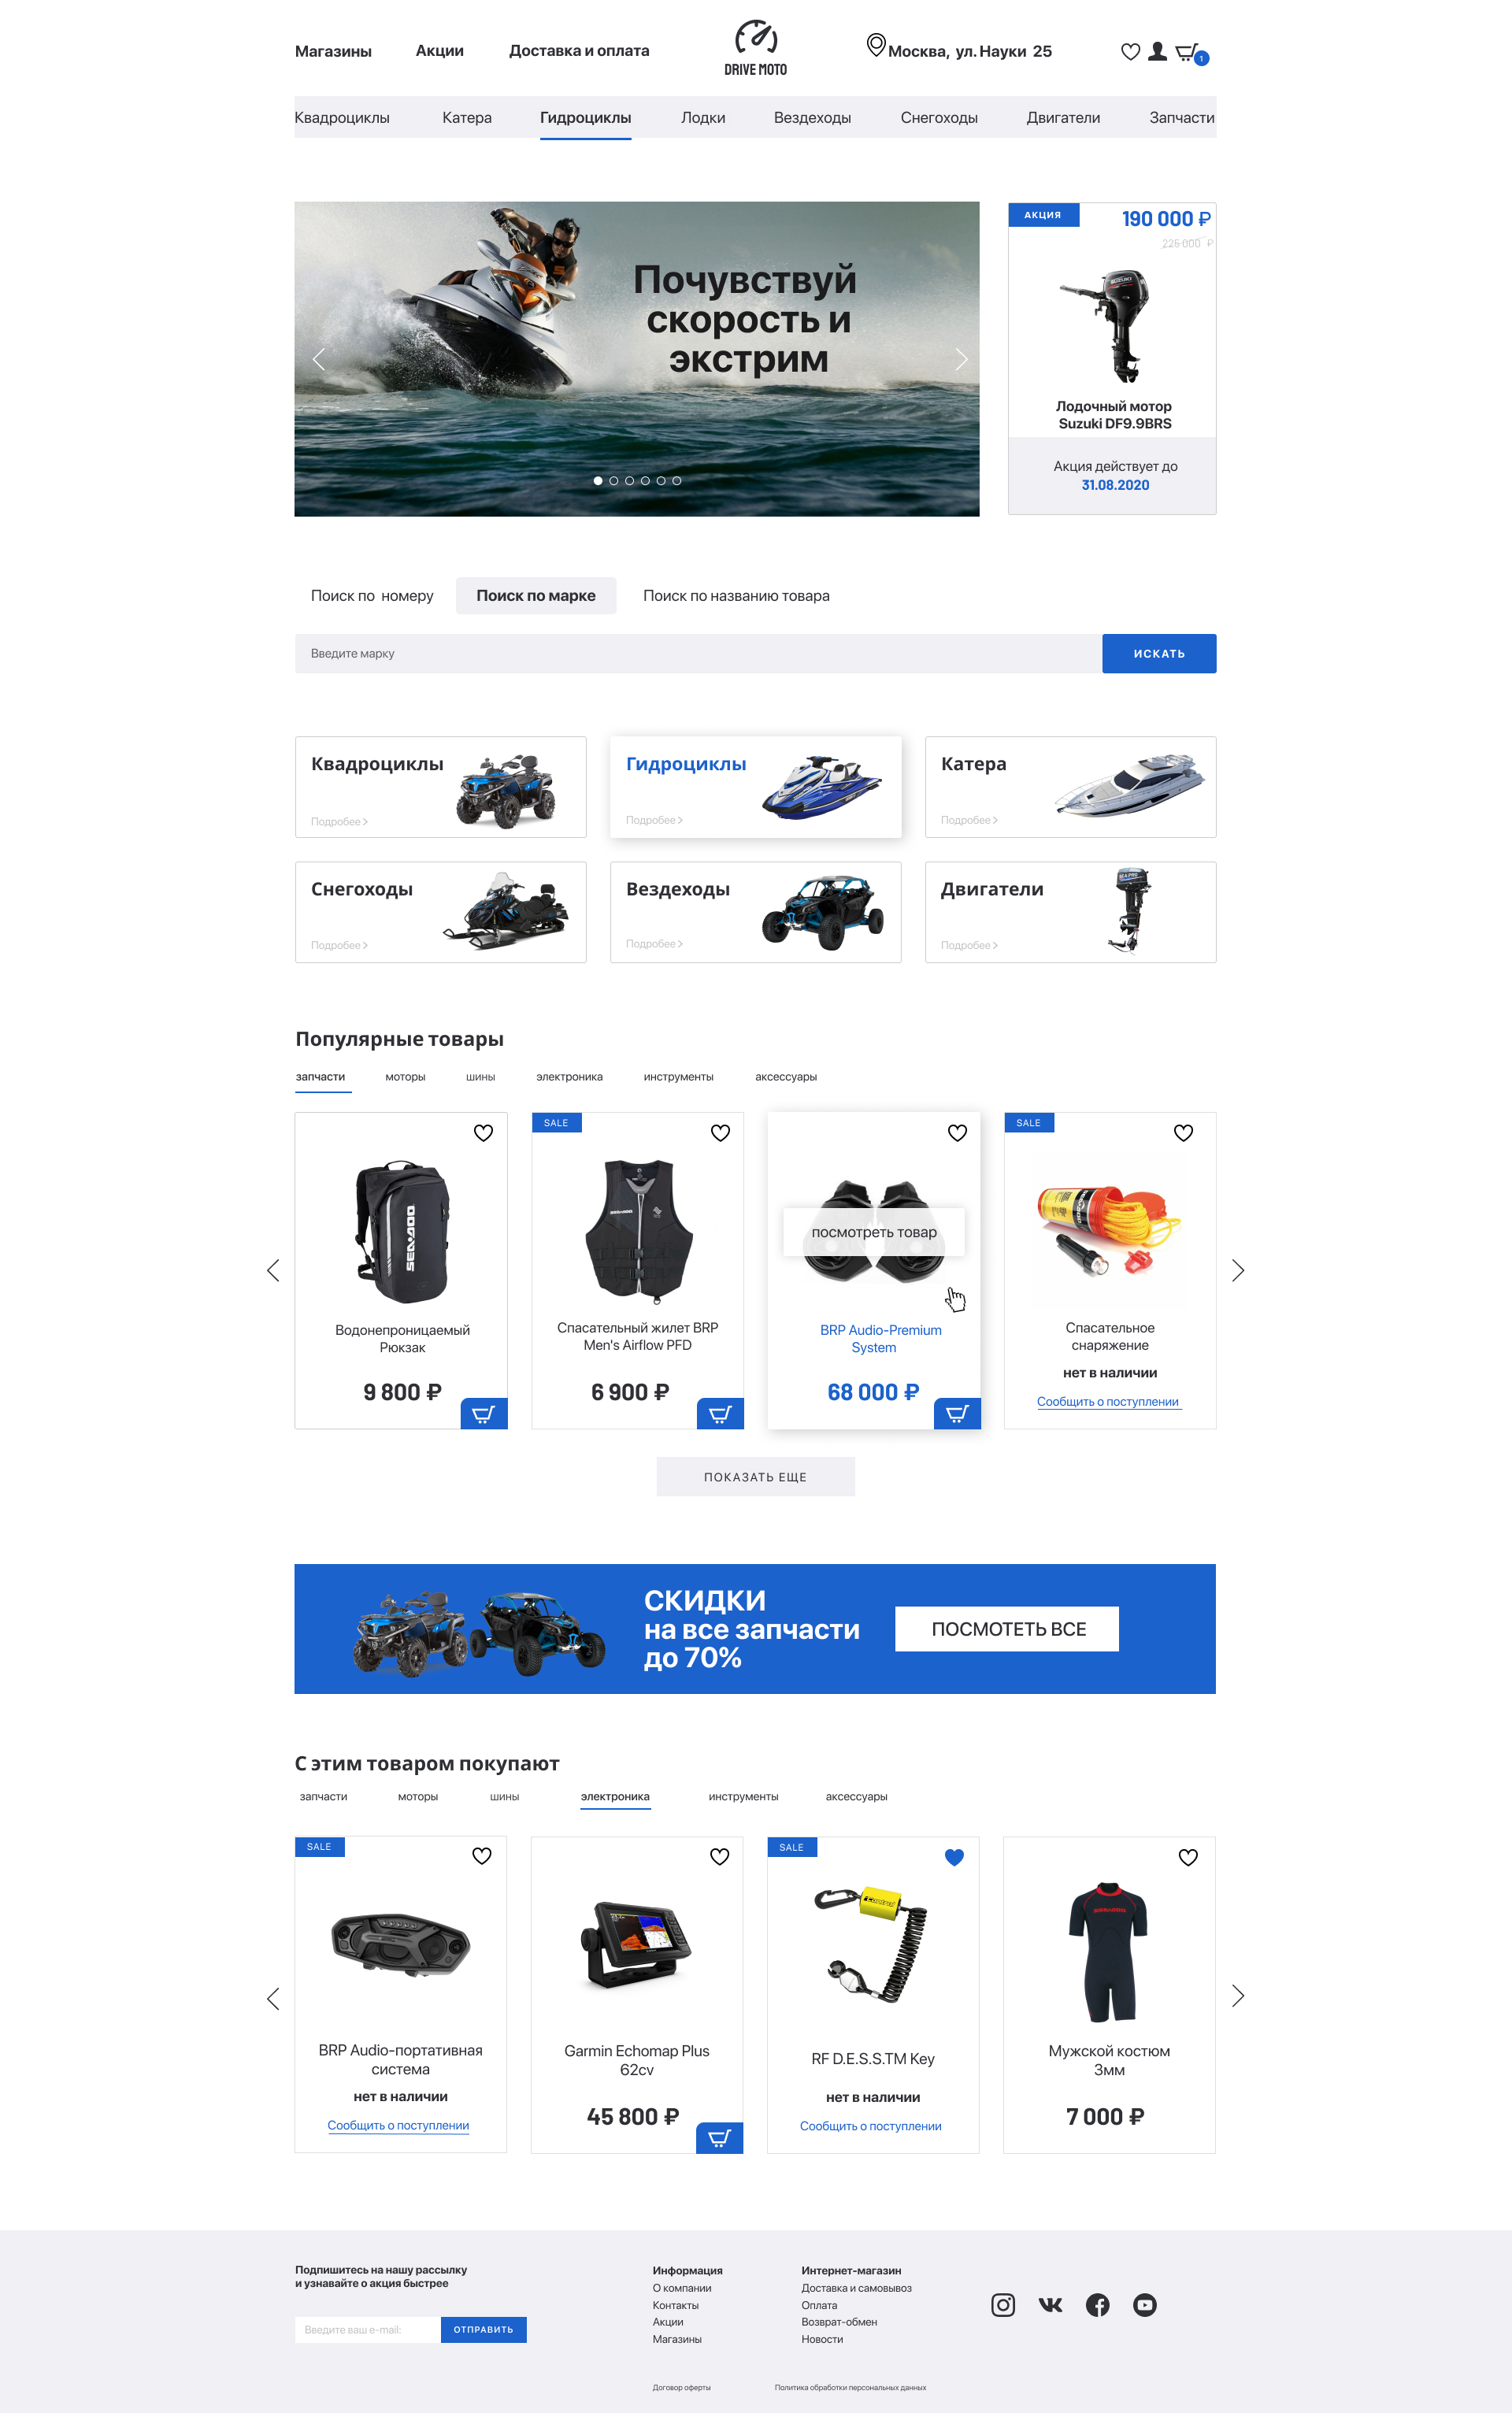 Магазины
Акции
Доставка и оплата
DRIVE MOTO
Москва, ул. Науки 25
1
Квадроциклы
Катера
Гидроциклы
Лодки
Вездеходы
Снегоходы
Двигатели
Запчасти
Почувствуй
скорость и
экстрим
АКЦИЯ
190 000 ₽
225 000 ₽
SUZUKI
Лодочный мотор
Suzuki DF9.9BRS
Акция действует до
31.08.2020
Поиск по номеру
Поиск по марке
Поиск по названию товара
Введите марку
ИСКАТЬ
Квадроциклы
Подробее >
Гидроциклы
Подробее >
Катера
Подробее >
Снегоходы
Подробее >
Вездеходы
Подробее >
Двигатели
SEA-PRO
Подробее >
Популярные товары
запчасти
моторы
шины
электроника
инструменты
аксессуары
SEADOO
Водонепроницаемый
Рюкзак
9 800 ₽
SALE
Спасательный жилет BRP
Men's Airflow PFD
6 900 ₽
посмотреть товар
BRP Audio-Premium
System
68 000 ₽
SALE
Спасательное
снаряжение
нет в наличии
Сообщить о поступлении
ПОКАЗАТЬ ЕЩЕ
СКИДКИ
на все запчасти
до 70%
ПОСМОТЕТЬ ВСЕ
С этим товаром покупают
запчасти
моторы
шины
электроника
инструменты
аксессуары
SALE
BRP Audio-портативная
система
нет в наличии
Сообщить о поступлении
Garmin Echomap Plus
62cv
45 800 ₽
SALE
RF D.E.S.S.TM Key
нет в наличии
Сообщить о поступлении
SEADOO
Мужской костюм
3мм
7 000 ₽
Подпишитесь на нашу рассылку
и узнавайте о акция быстрее
Введите ваш e-mail:
ОТПРАВИТЬ
Информация
О компании
Контакты
Акции
Магазины
Интернет-магазин
Доставка и самовывоз
Оплата
Возврат-обмен
Новости
Договор оферты
Политика обработки персональных данных